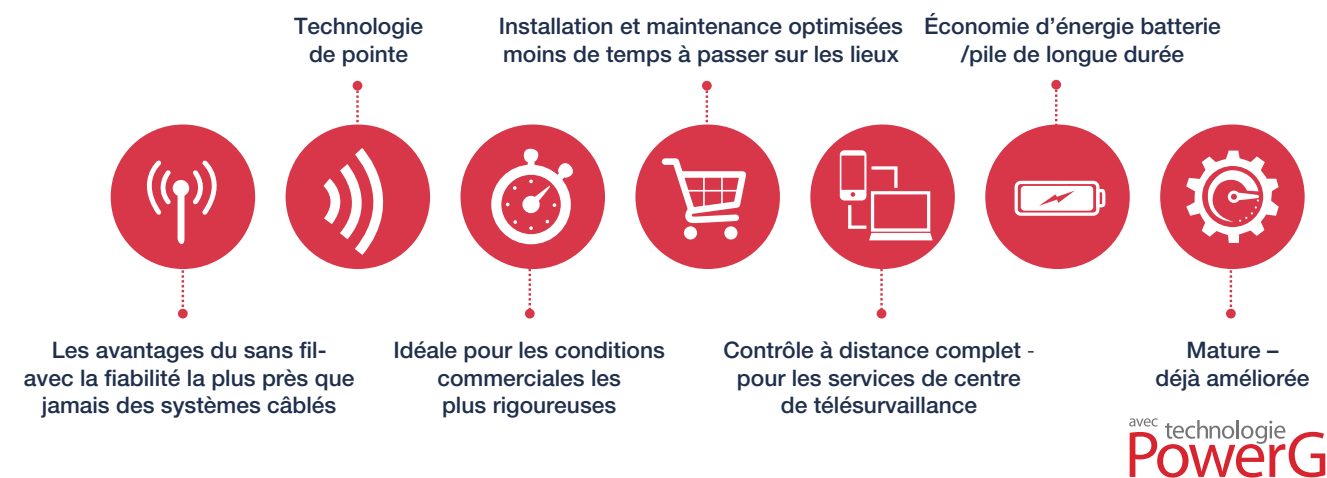 Technologie
de pointe
Installation et maintenance optimisées
moins de temps à passer sur les lieux
Économie d’énergie batterie
/pile de longue durée
Les avantages du sans fil-
avec la fiabilité la plus près que
jamais des systèmes câblés
Idéale pour les conditions
commerciales les
plus rigoureuses
Contrôle à distance complet -
pour les services de centre
de télésurvaillance
Mature –
déjà améliorée
avec technologie
PowerG